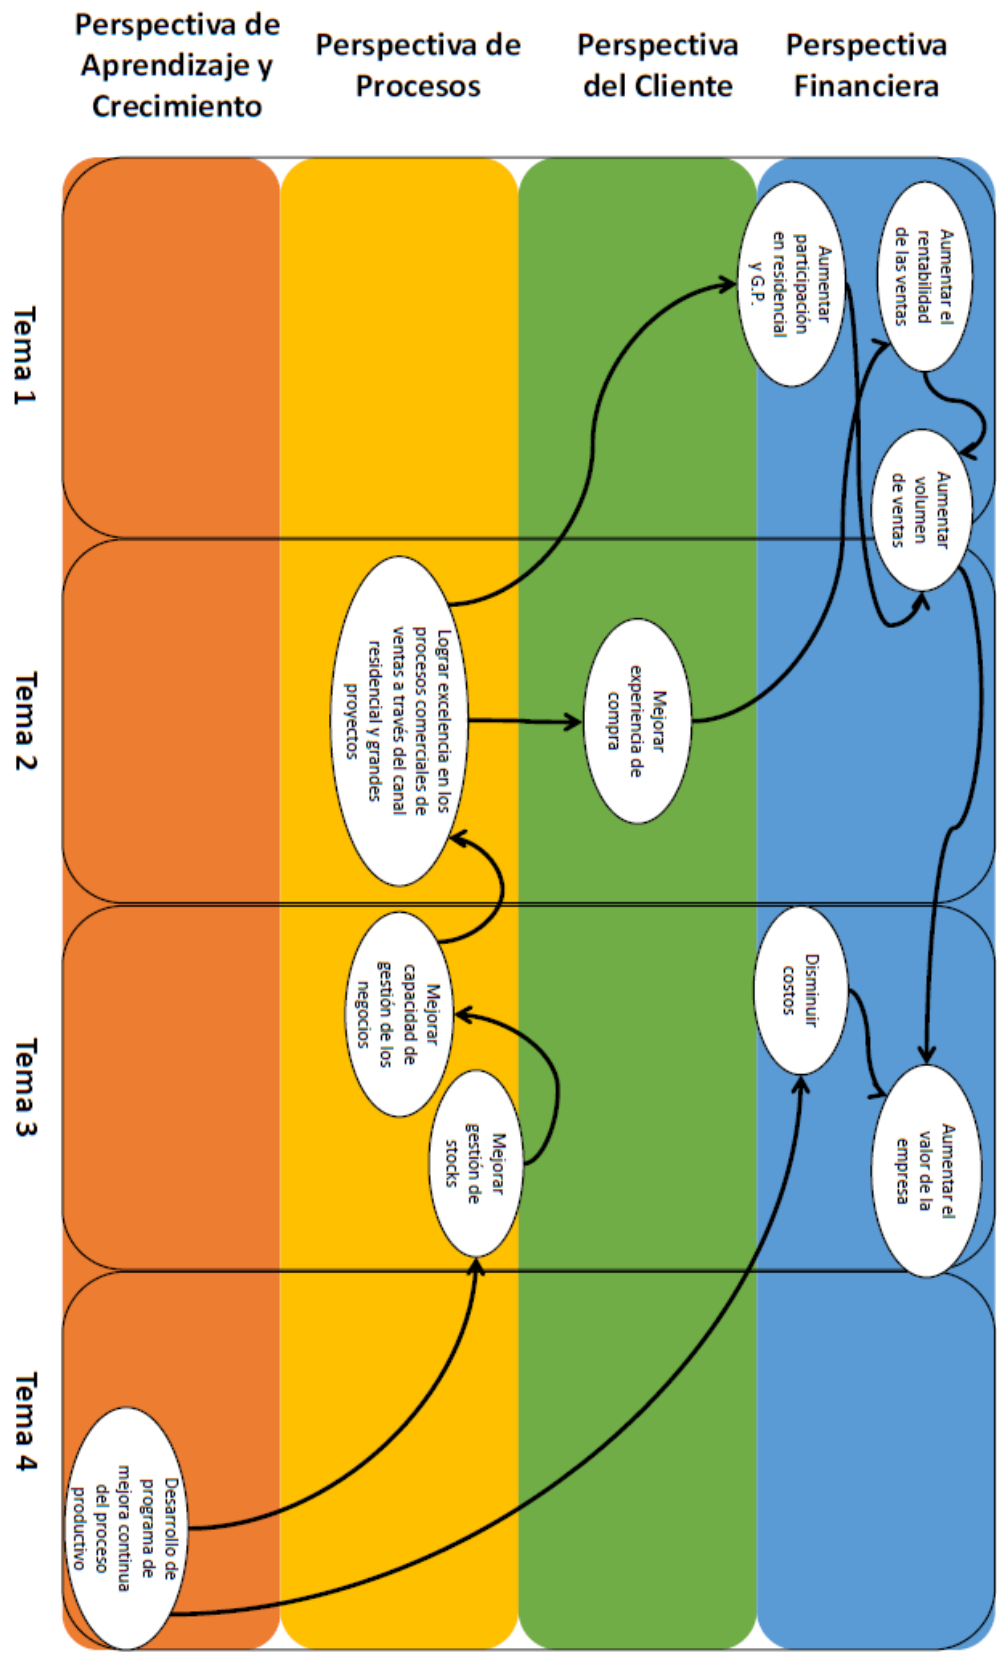 Perspectiva de
Aprendizaje y
Crecimiento
Perspectiva de
Procesos
Perspectiva
del Cliente
Perspectiva
Financiera
Tema 1
Tema 2
Tema 3
Tema 4
Aumentar el
rentabilidad
de las ventas
Aumentar
volumen
de ventas
Aumentar
participación
en residencial
y G.P.
Mejorar
experiencia de
compra
Lograr excelencia en los
procesos comerciales de
ventas a través del canal
residencial y grandes
proyectos
Disminuir
costos
Aumentar el
valor de la
empresa
Mejorar
capacidad de
gestión de los
negocios
Mejorar
gestión de
stocks
Desarrollo de
programa de
mejora continua
del proceso
productivo